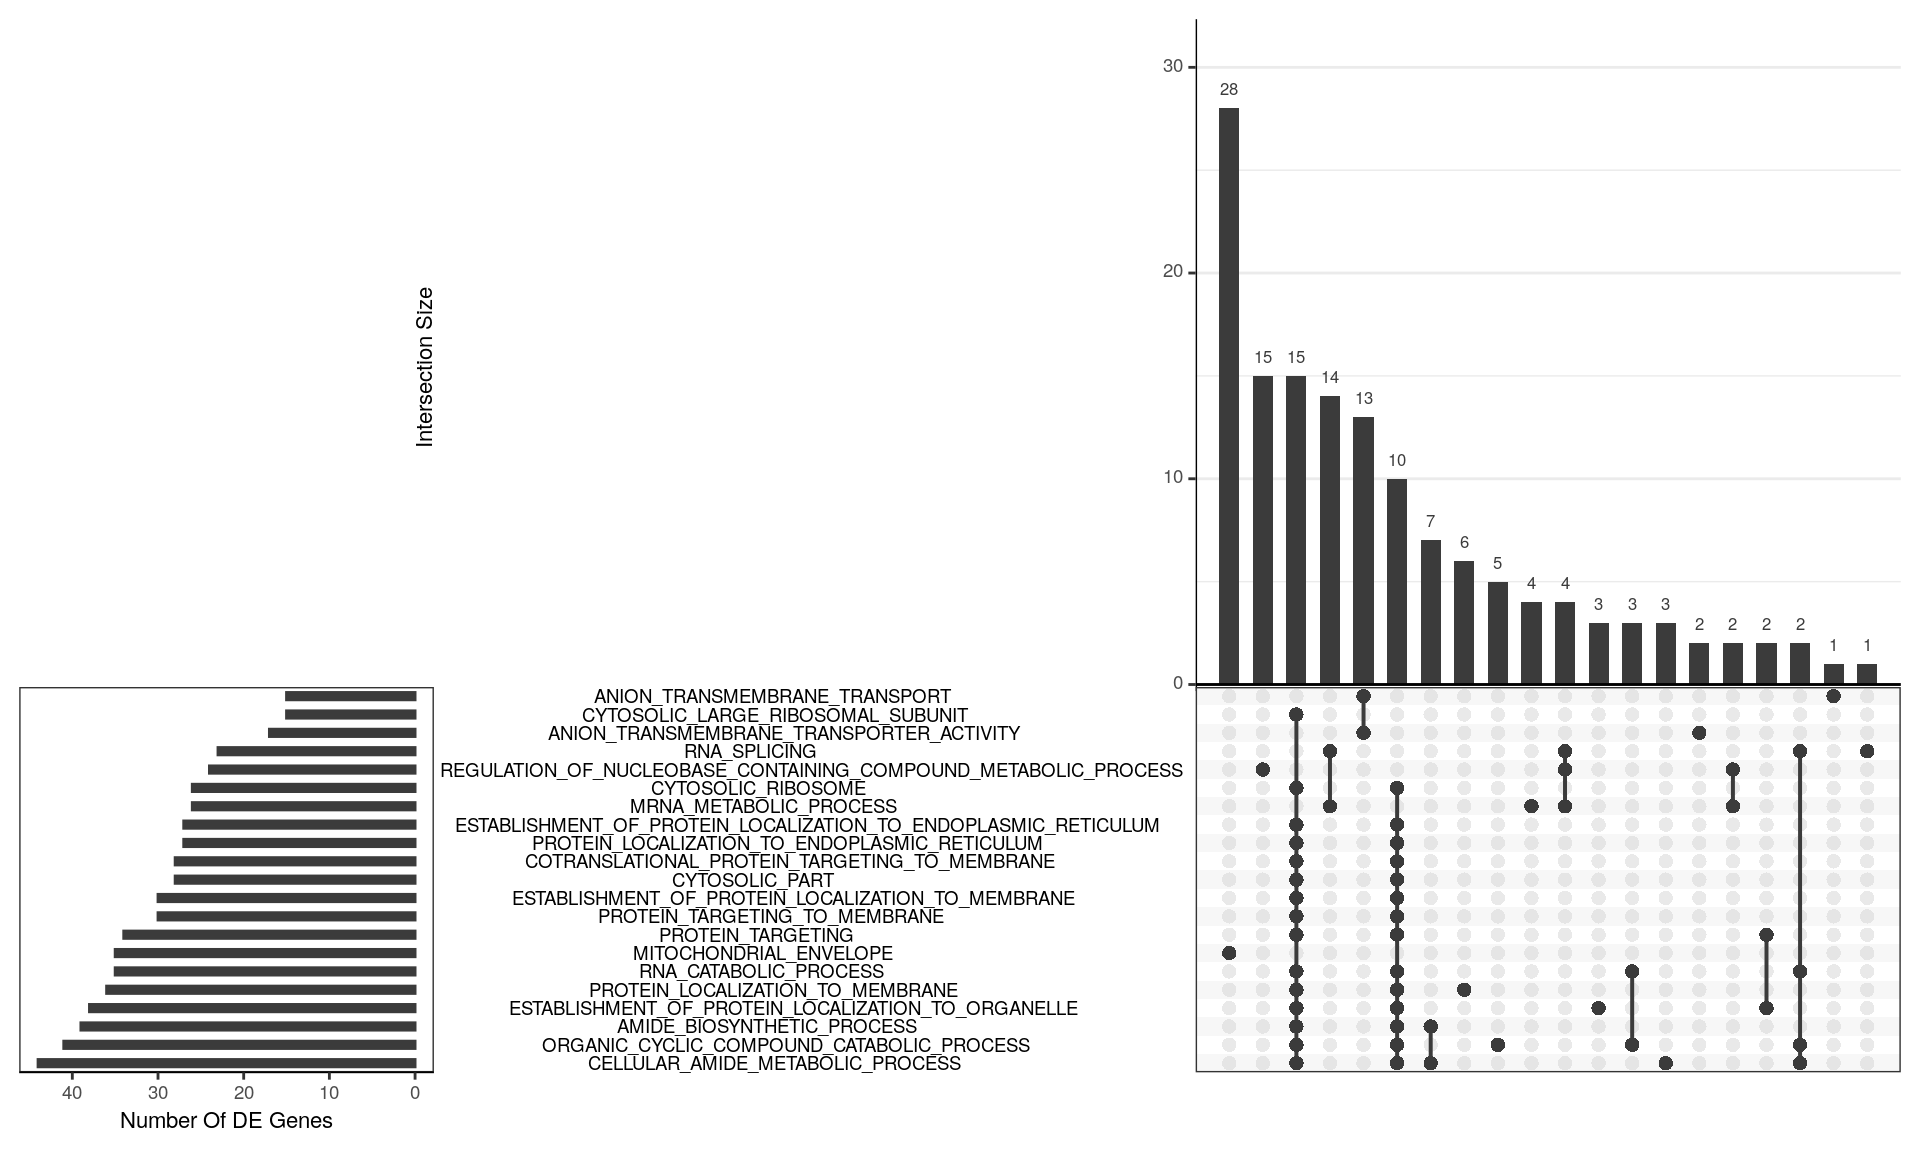 Intersection Size
30
20
10
0
28
15
15
14
13
10
7
6
5
4
4
3
3
3
2
2
2
2
1
1
ANION_TRANSMEMBRANE_TRANSPORT
CYTOSOLIC_LARGE_RIBOSOMAL_SUBUNIT
ANION_TRANSMEMBRANE_TRANSPORTER_ACTIVITY
RNA_SPLICING
REGULATION_OF_NUCLEOBASE_CONTAINING_COMPOUND_METABOLIC_PROCESS
CYTOSOLIC_RIBOSOME
MRNA_METABOLIC_PROCESS
ESTABLISHMENT_OF_PROTEIN_LOCALIZATION_TO_ENDOPLASMIC_RETICULUM
PROTEIN_LOCALIZATION_TO_ENDOPLASMIC_RETICULUM
COTRANSLATIONAL_PROTEIN_TARGETING_TO_MEMBRANE
CYTOSOLIC_PART
ESTABLISHMENT_OF_PROTEIN_LOCALIZATION_TO_MEMBRANE
PROTEIN_TARGETING_TO_MEMBRANE
PROTEIN_TARGETING
MITOCHONDRIAL_ENVELOPE
RNA_CATABOLIC_PROCESS
PROTEIN_LOCALIZATION_TO_MEMBRANE
ESTABLISHMENT_OF_PROTEIN_LOCALIZATION_TO_ORGANELLE
AMIDE_BIOSYNTHETIC_PROCESS
ORGANIC_CYCLIC_COMPOUND_CATABOLIC_PROCESS
CELLULAR_AMIDE_METABOLIC_PROCESS
40 30 20 10 0
Number Of DE Genes